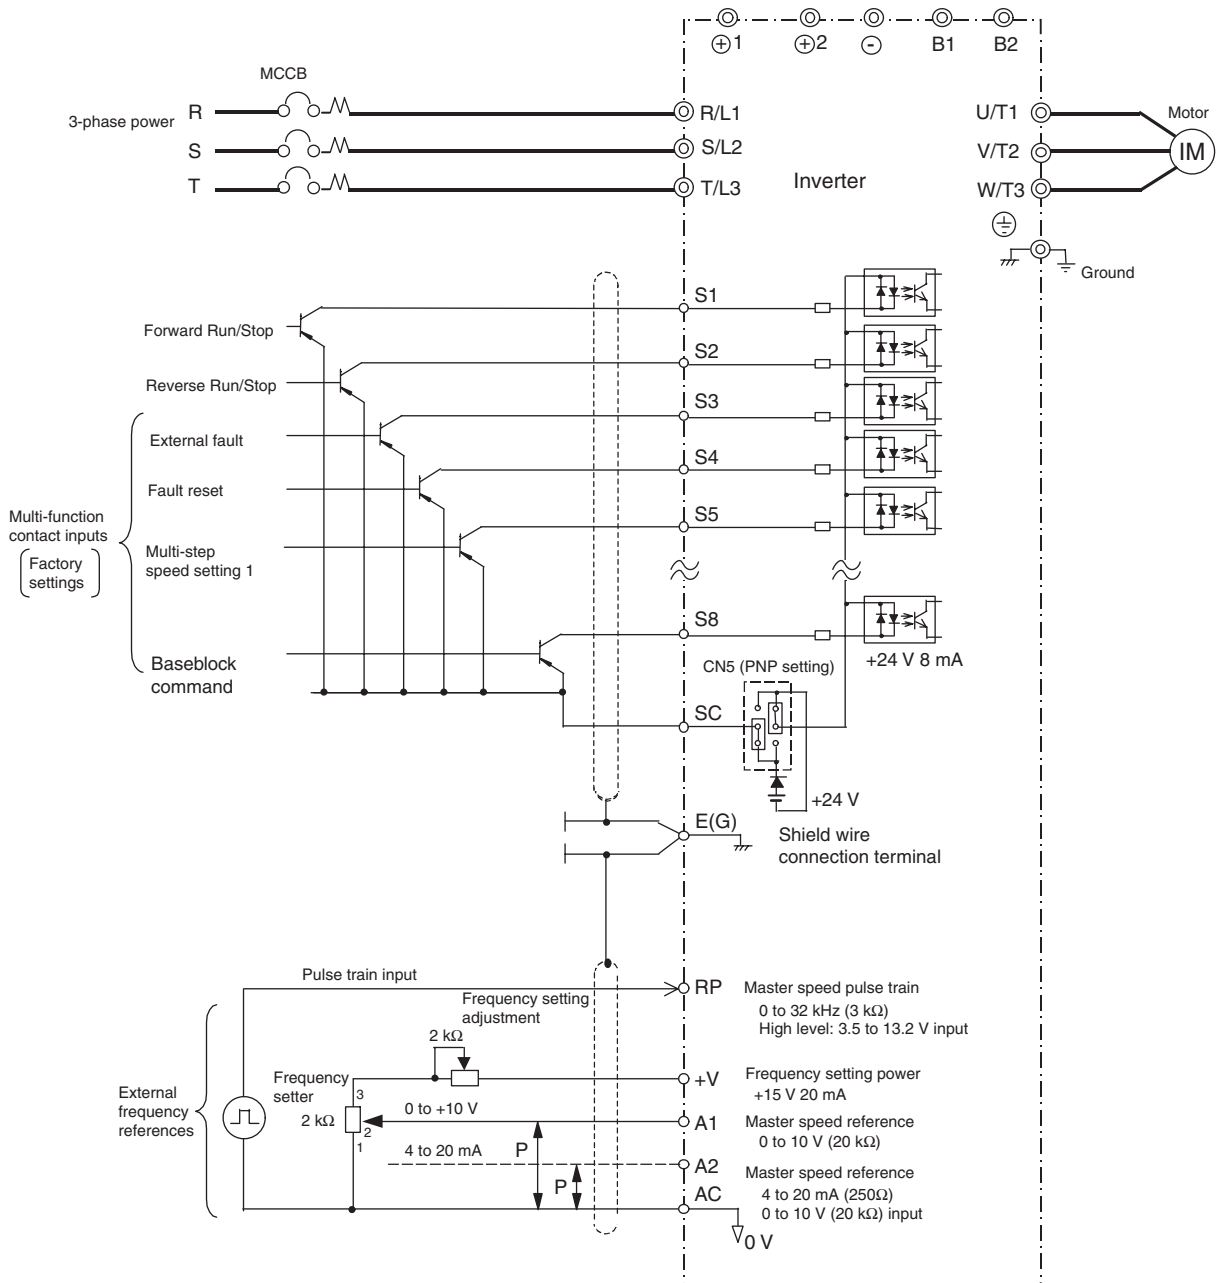 ⊕1 ⊕2 ⊖ B1 B2
MCCB
3-phase power
R
S
T
R/L1
S/L2
T/L3
Inverter
U/T1
V/T2
W/T3
Motor
IM
Ground
Forward Run/Stop
Reverse Run/Stop
External fault
Fault reset
Multi-step
speed setting 1
Baseblock
command
Multi-function
contact inputs
Factory
settings
S1
S2
S3
S4
S5
S8
+24 V 8 mA
CN5 (PNP setting)
SC
+24 V
E(G)
Shield wire
connection terminal
Pulse train input
RP
Master speed pulse train
0 to 32 kHz (3 kΩ)
High level: 3.5 to 13.2 V input
Frequency setting
adjustment
2 kΩ
+V
Frequency setting power
+15 V 20 mA
External
frequency
references
Frequency
setter
3
2 kΩ
2
1
0 to +10 V
P
A1
Master speed reference
0 to 10 V (20 kΩ)
4 to 20 mA
P
A2
Master speed reference
4 to 20 mA (250Ω)
0 to 10 V (20 kΩ) input
AC
0 V